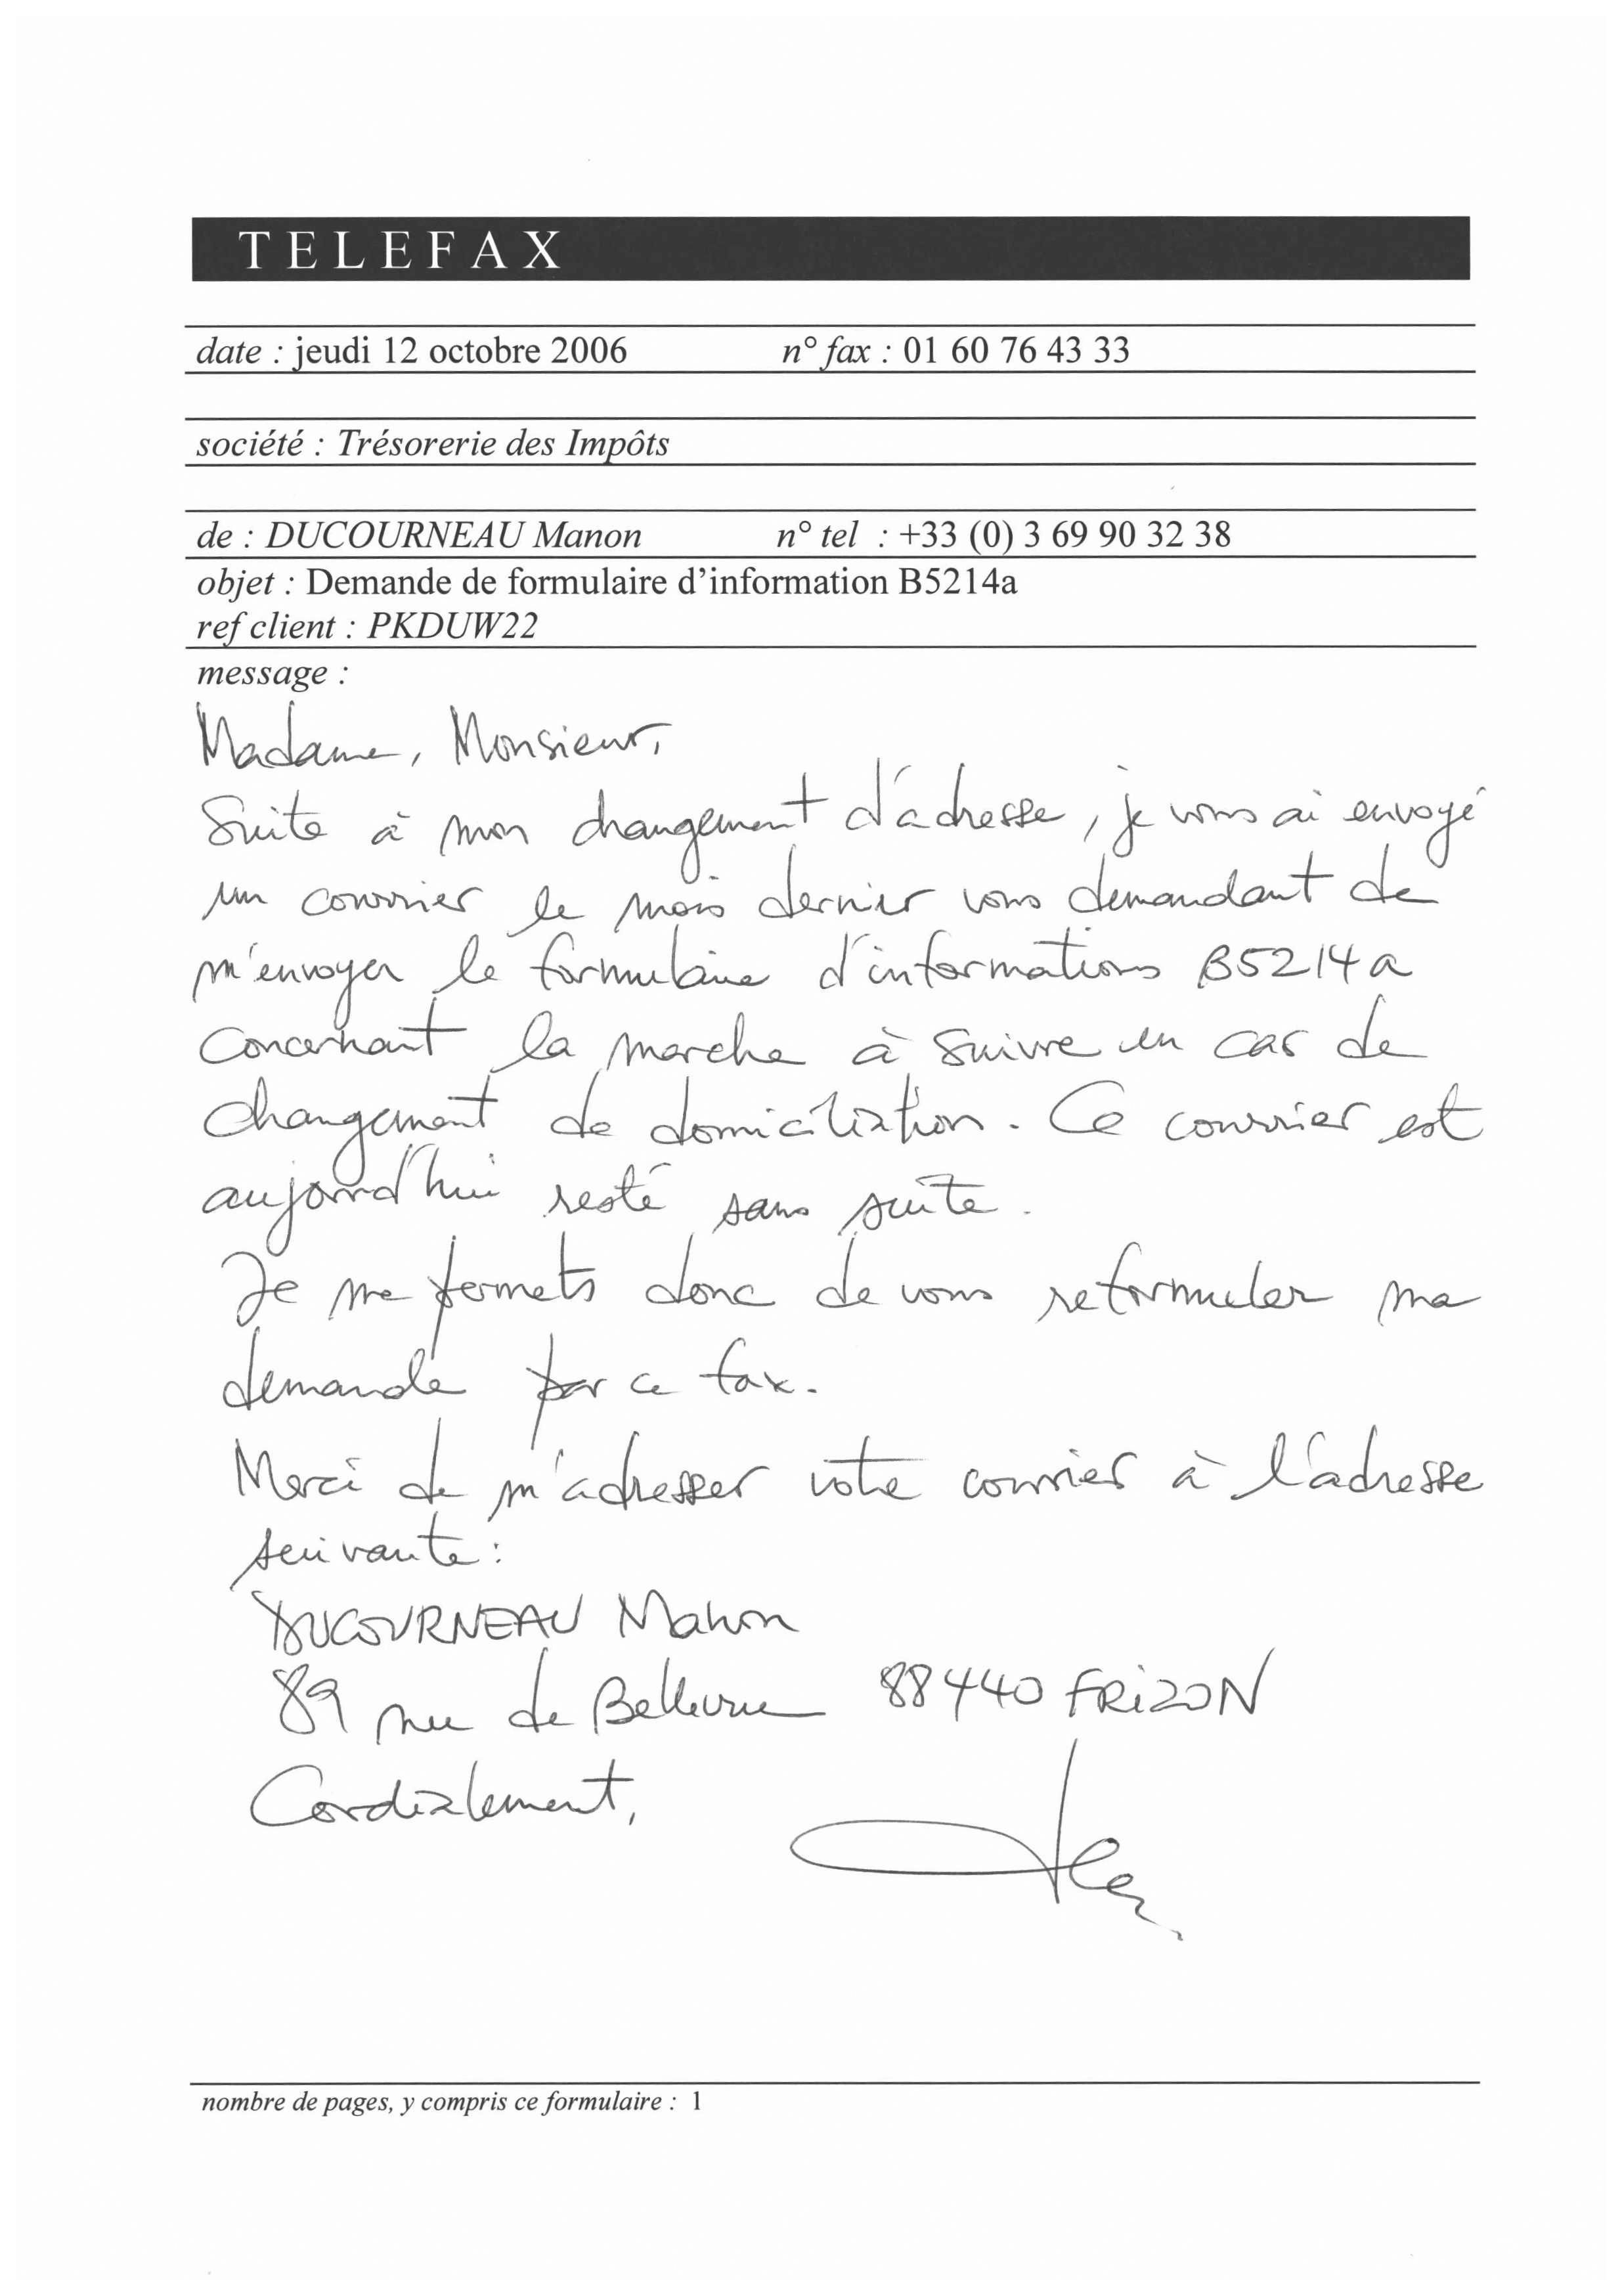 TELEFAX
date : jeudi 12 octobre 2006 n° fax : 01 60 76 43 33
société : Trésorerie des Impôts
de : DUCOURNEAU Manon n° tel : +33 (0) 3 69 90 32 38
objet : Demande de formulaire d'information B5214a
ref client : PKDUW22
message :
Madame, Monsieur,
Suite à mon changement d'adresse, je vous ai envoyé
un courrier le mois dernier vous demandant de
m'envoyer le formulaire d'informations B5214a
concernant la marche à suivre en cas de
changement de domiciliation. Ce courrier est
aujourd'hui resté sans suite.
Je me permets donc de vous reformuler ma
demande par ce fax.
Merci de m'adresser votre courrier à l'adresse
suivante :
DUCOURNEAU Manon
89 rue de Bellevue 88440 FRIZON
Cordialement,
nombre de pages, y compris ce formulaire : 1